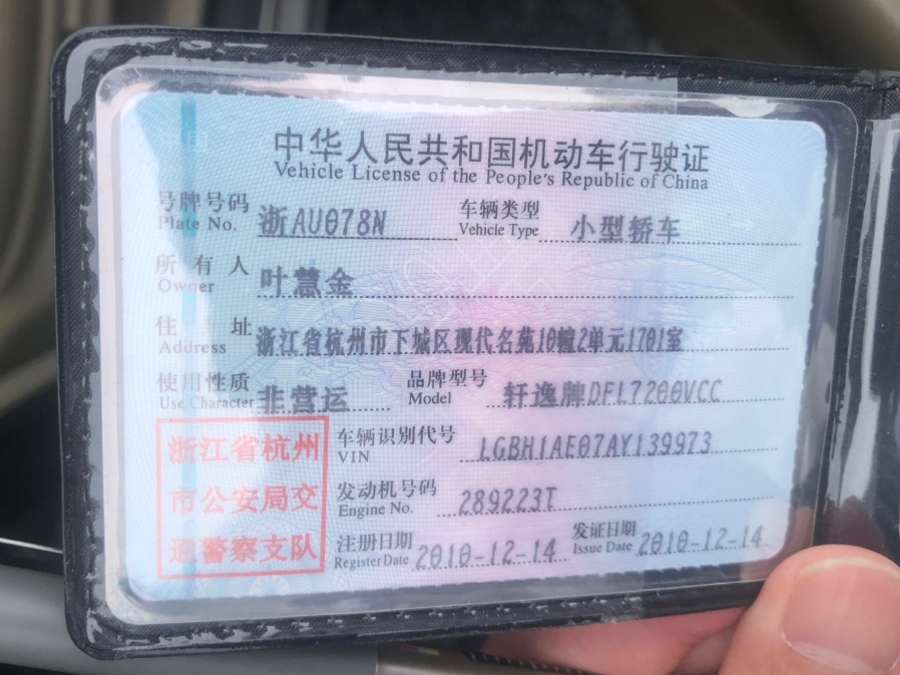 中华人民共和国机动车行驶证
Vehicle License of the People's Republic of China
号牌号码 浙AU078N 车辆类型 小型轿车
Plate No. Vehicle Type
所有人 叶慧金
Owner
住址 浙江省杭州市下城区现代名苑10幢2单元1701室
Address
使用性质 非营运 品牌型号 轩逸牌DFL7200VCC
Use Character Model
浙江省杭州 车辆识别代号 LGBH1AE07AY139973
VIN
市公安局交 发动机号码 289223T
Engine No.
通警察支队 注册日期 2010-12-14 发证日期 2010-12-14
Register Date Issue Date